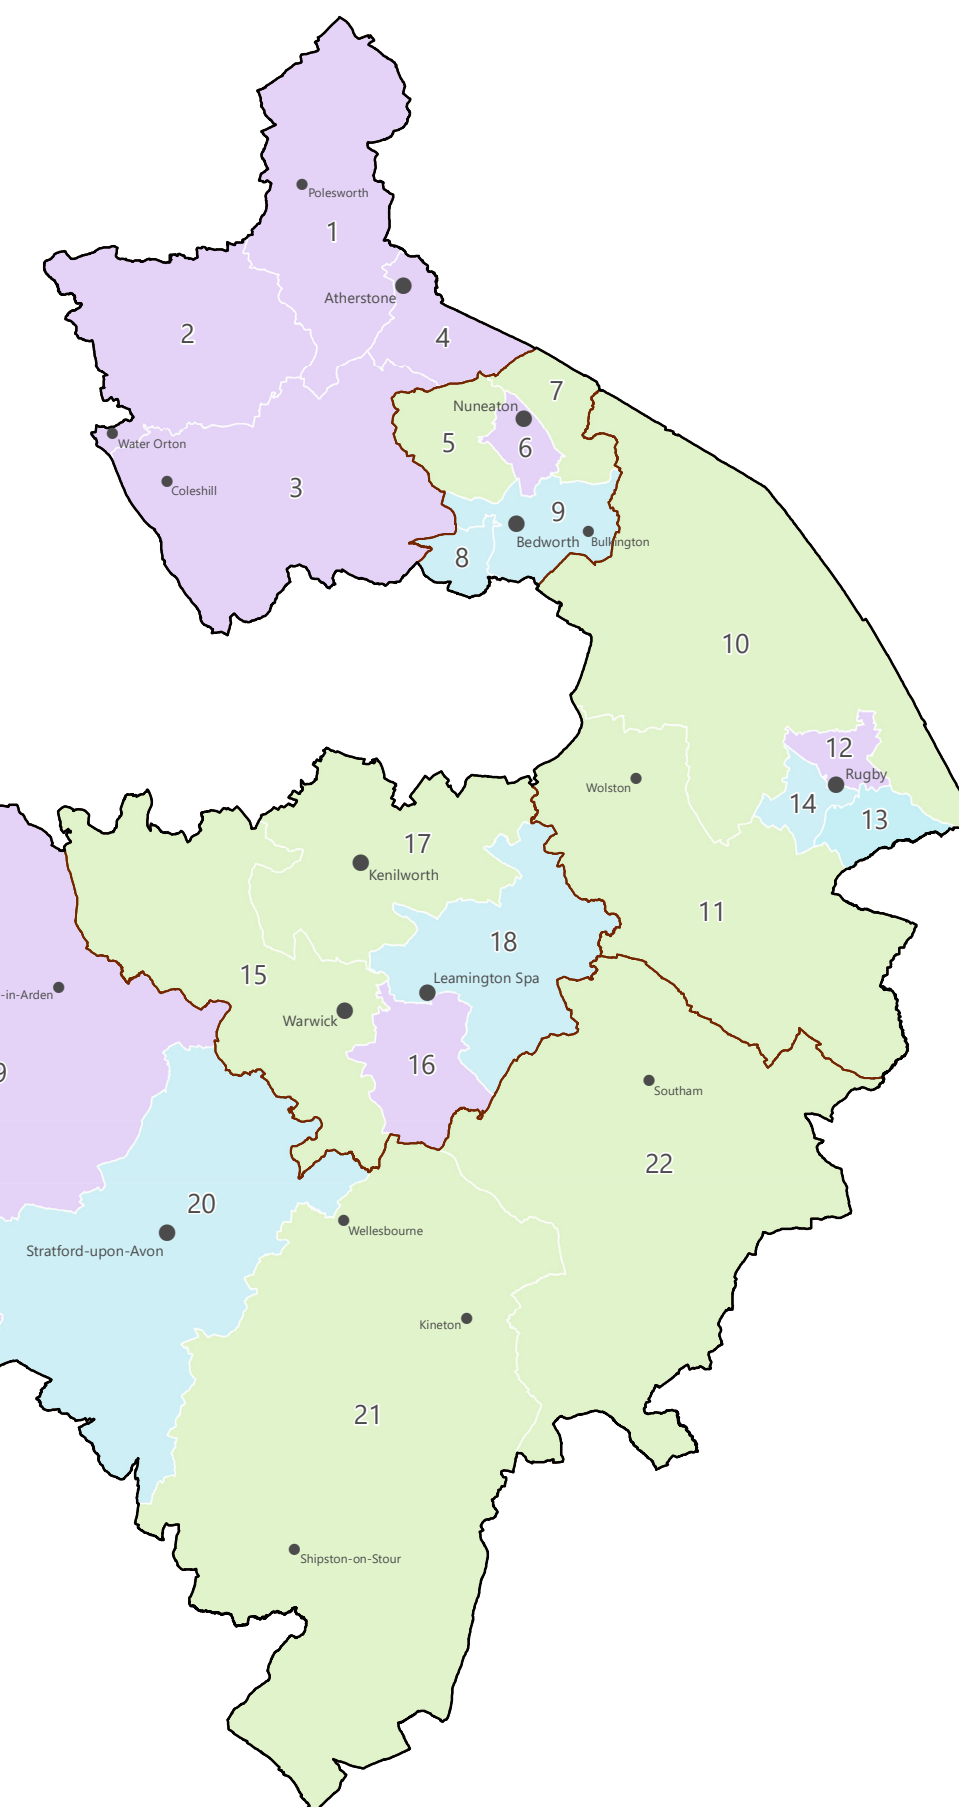 Polesworth
1
Atherstone
2
4
7
Nuneaton
5
6
Water Orton
Coleshill
3
9
Bedworth
Bulkington
8
10
12
Rugby
Wolston
14
13
17
Kenilworth
11
18
15
Leamington Spa
-in-Arden
Warwick
16
9
Southam
22
20
Wellesbourne
Stratford-upon-Avon
Kineton
21
Shipston-on-Stour